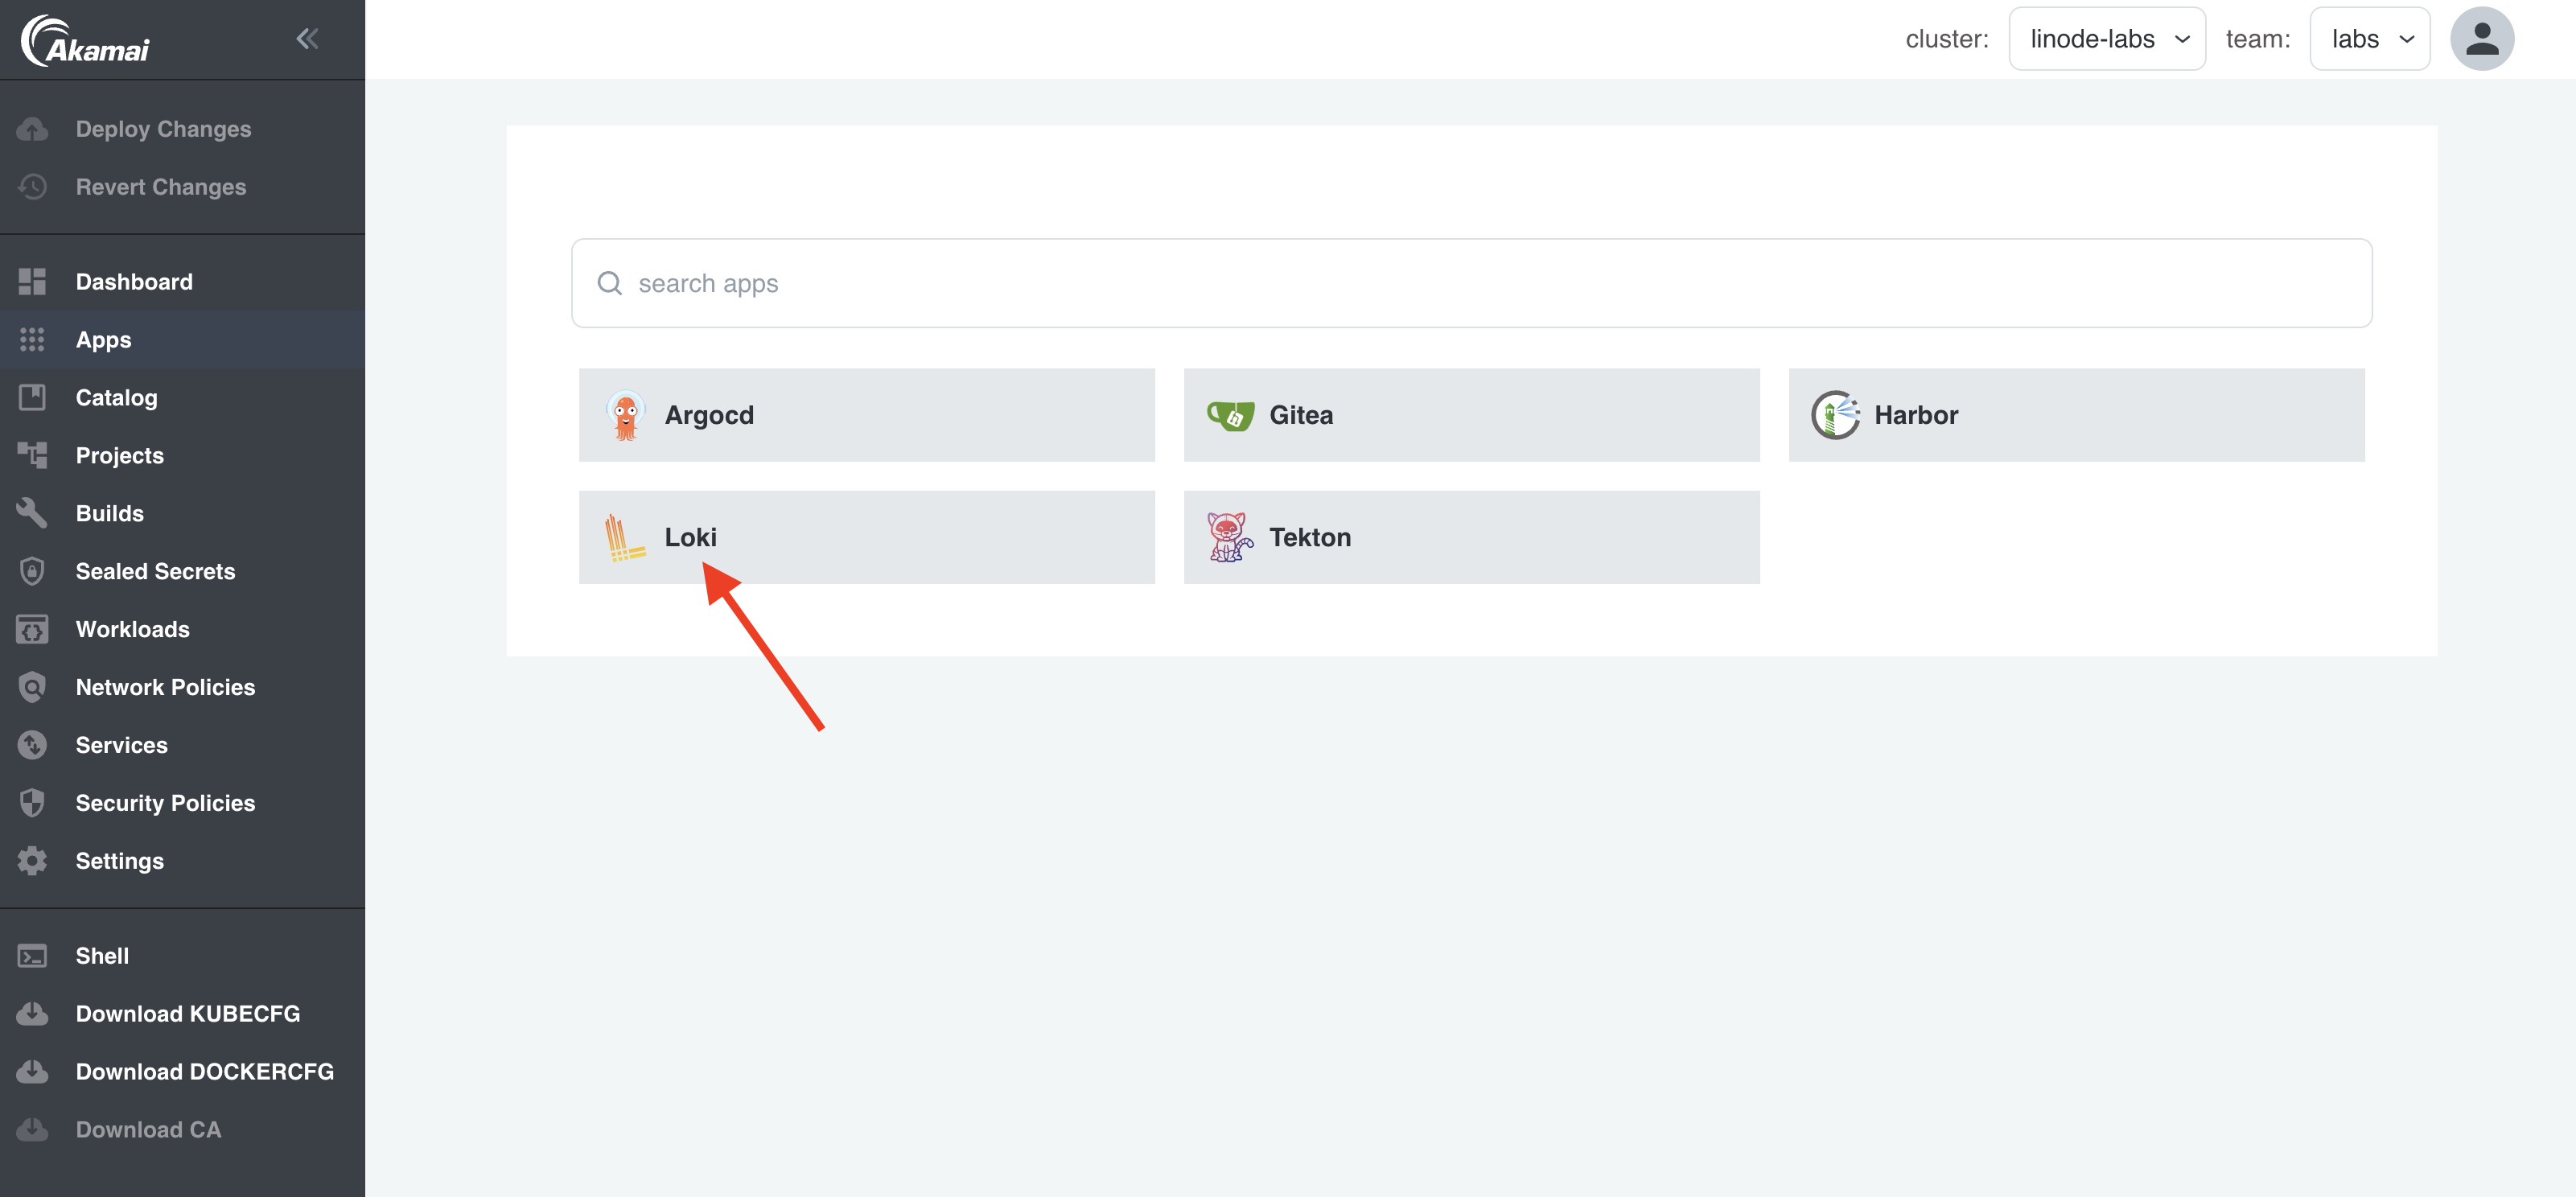 Akamai
cluster: linode-labs team: labs
Deploy Changes
Revert Changes
Dashboard
Apps
Catalog
Projects
Builds
Sealed Secrets
Workloads
Network Policies
Services
Security Policies
Settings
Shell
Download KUBECFG
Download DOCKERCFG
Download CA
search apps
Argocd
Gitea
Harbor
Loki
Tekton